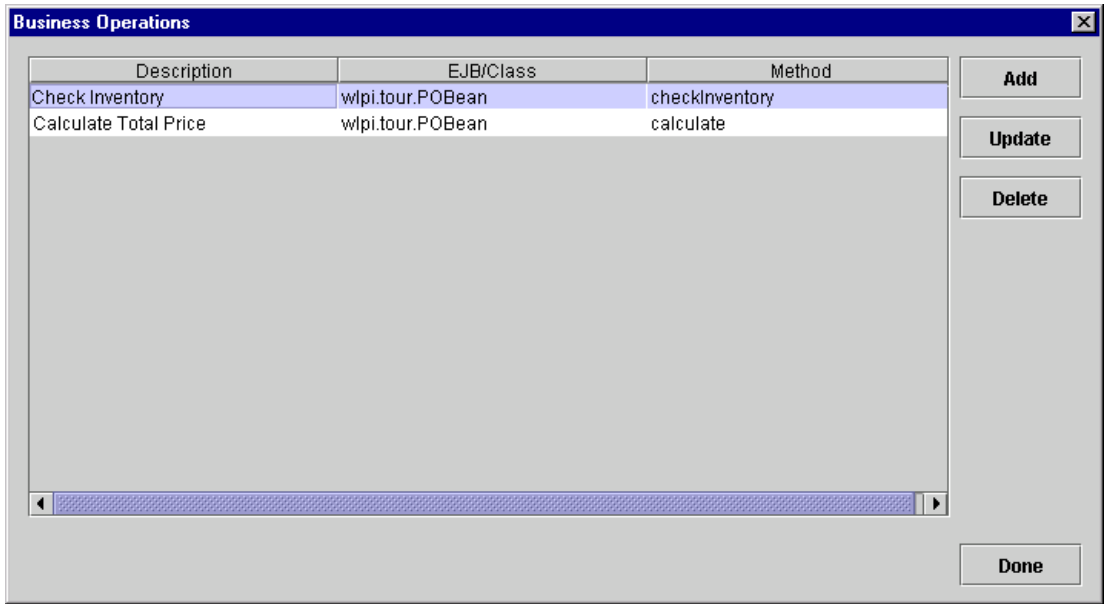 Business Operations
Description EJB/Class Method
Check Inventory wlpi.tour.POBean checkInventory
Calculate Total Price wlpi.tour.POBean calculate
Add
Update
Delete
Done